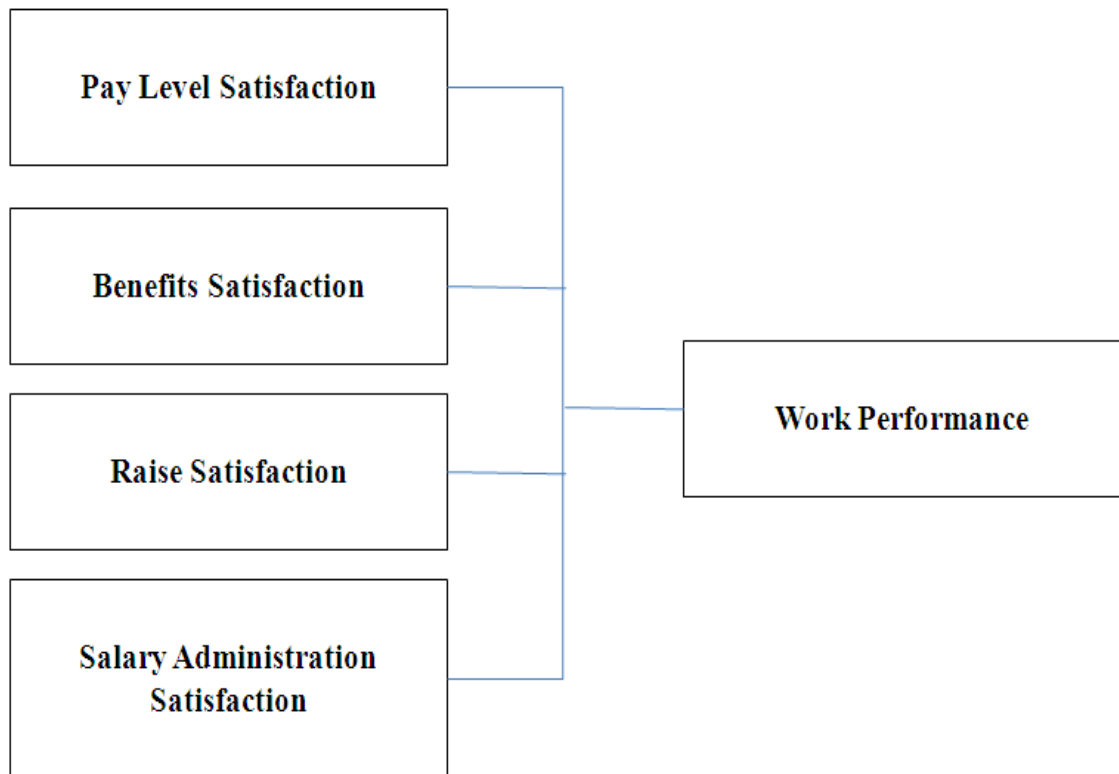 Pay Level Satisfaction
Benefits Satisfaction
Raise Satisfaction
Work Performance
Salary Administration
Satisfaction